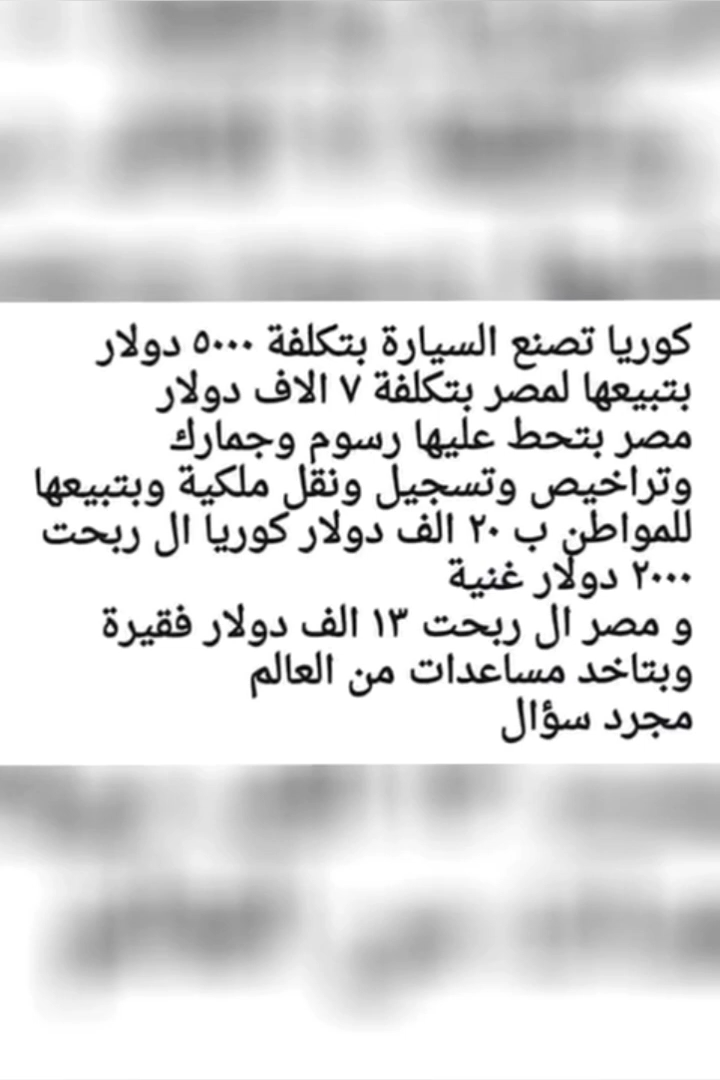 كوريا تصنع السيارة بتكلفة ٥٠٠٠ دولار
بتبيعها لمصر بتكلفة ٧ الاف دولار
مصر بتحط عليها رسوم وجمارك
وتراخيص وتسجيل ونقل ملكية وبتبيعها
للمواطن ب ٢٠ الف دولار كوريا ال ربحت
٢٠٠٠ دولار غنية
و مصر ال ربحت ١٣ الف دولار فقيرة
وبتاخد مساعدات من العالم
مجرد سؤال